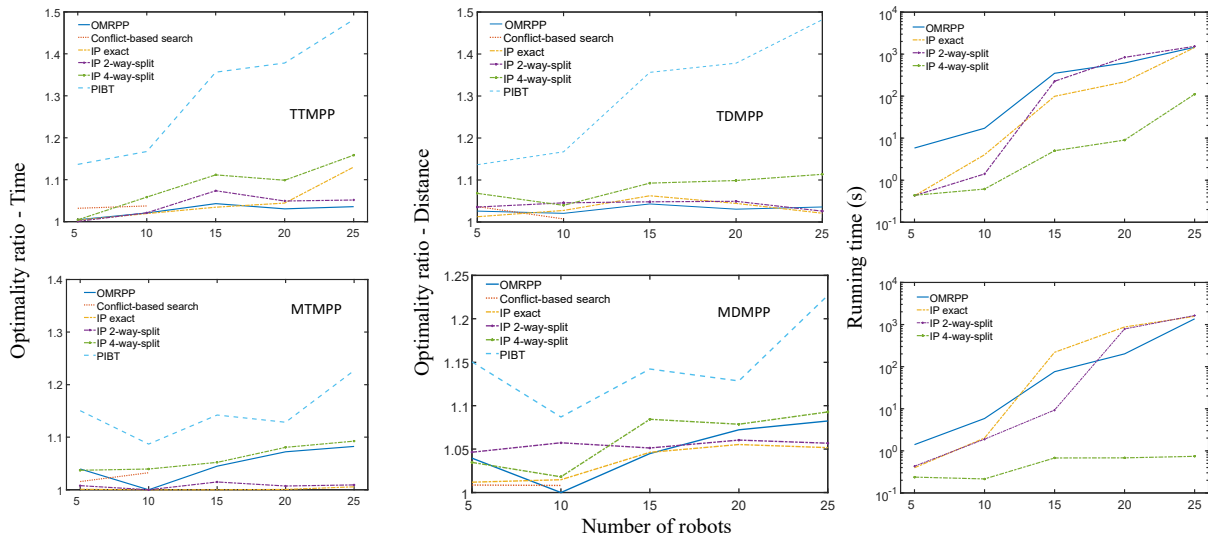 Optimality ratio - Time
1.5
1.4
1.3
1.2
1.1
1
5
10
15
20
25
OMRPP
Conflict-based search
IP exact
IP 2-way-split
IP 4-way-split
PIBT
TTMPP
1.4
1.3
1.2
1.1
1
5
10
15
20
25
OMRPP
Conflict-based search
IP exact
IP 2-way-split
IP 4-way-split
PIBT
MTMPP
Optimality ratio - Distance
1.5
1.4
1.3
1.2
1.1
1
5
10
15
20
25
OMRPP
Conflict-based search
IP exact
IP 2-way-split
IP 4-way-split
PIBT
TDMPP
1.25
1.2
1.15
1.1
1.05
1
5
10
15
20
25
OMRPP
Conflict-based search
IP exact
IP 2-way-split
IP 4-way-split
PIBT
MDMPP
Number of robots
Running time (s)
10^4
10^3
10^2
10^1
10^0
10^-1
5
10
15
20
25
OMRPP
IP exact
IP 2-way-split
IP 4-way-split
10^4
10^3
10^2
10^1
10^0
10^-1
5
10
15
20
25
OMRPP
IP exact
IP 2-way-split
IP 4-way-split